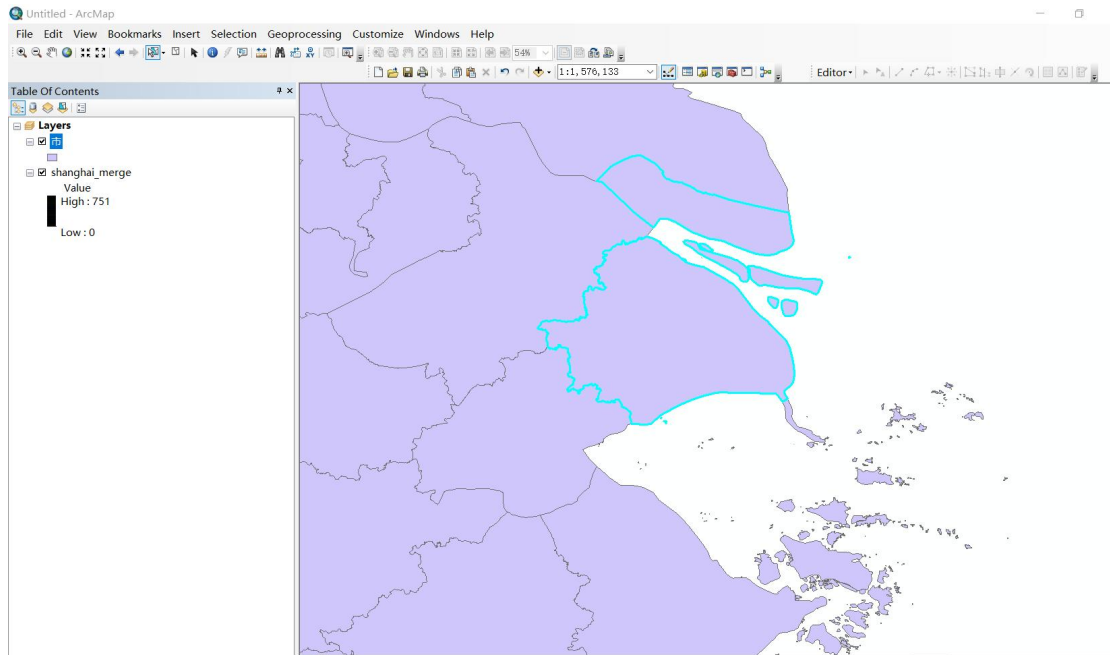 Untitled - ArcMap
File Edit View Bookmarks Insert Selection Geoprocessing Customize Windows Help
54%
1:1,576,133
Editor
Table Of Contents
Layers
市
shanghai_merge
Value
High : 751
Low : 0